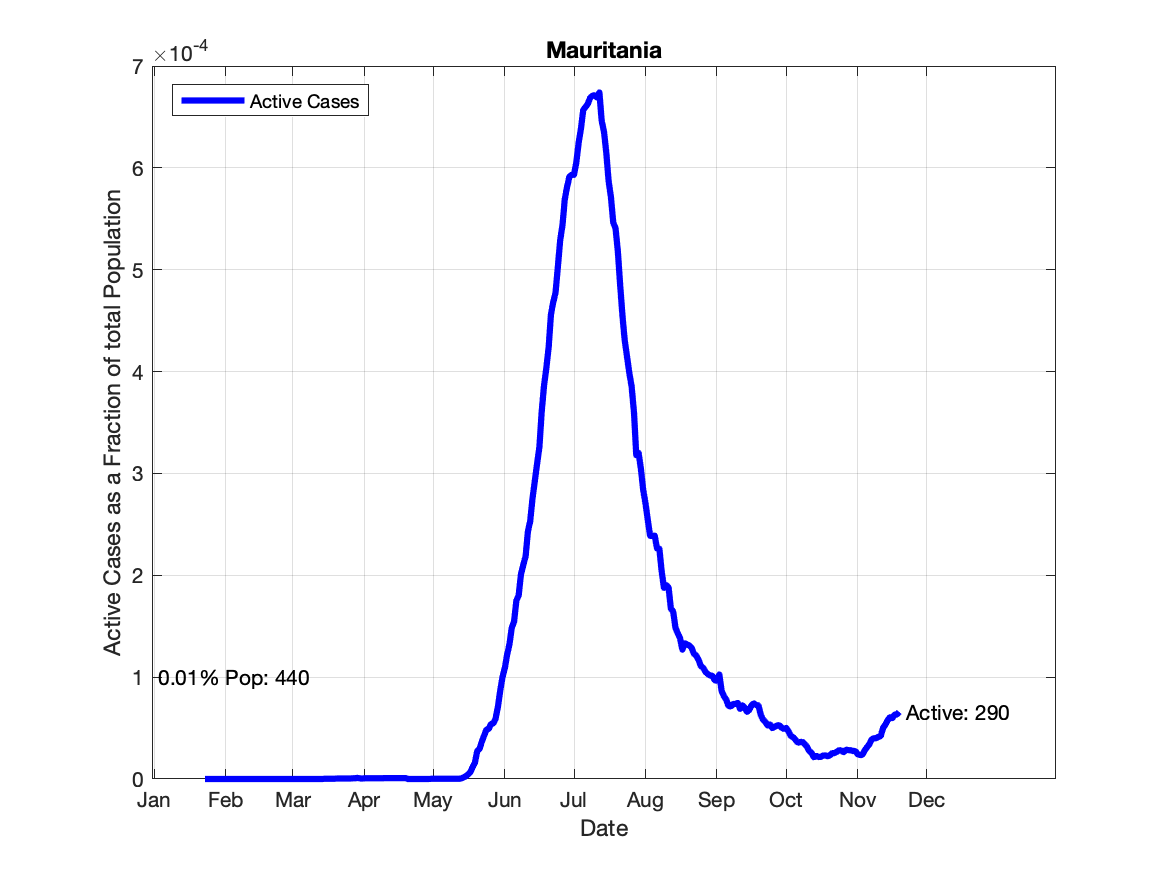 Mauritania
×10-4
Active Cases
7
6
5
4
3
2
1
0
Active Cases as a Fraction of total Population
0.01% Pop: 440
Active: 290
Jan Feb Mar Apr May Jun Jul Aug Sep Oct Nov Dec
Date